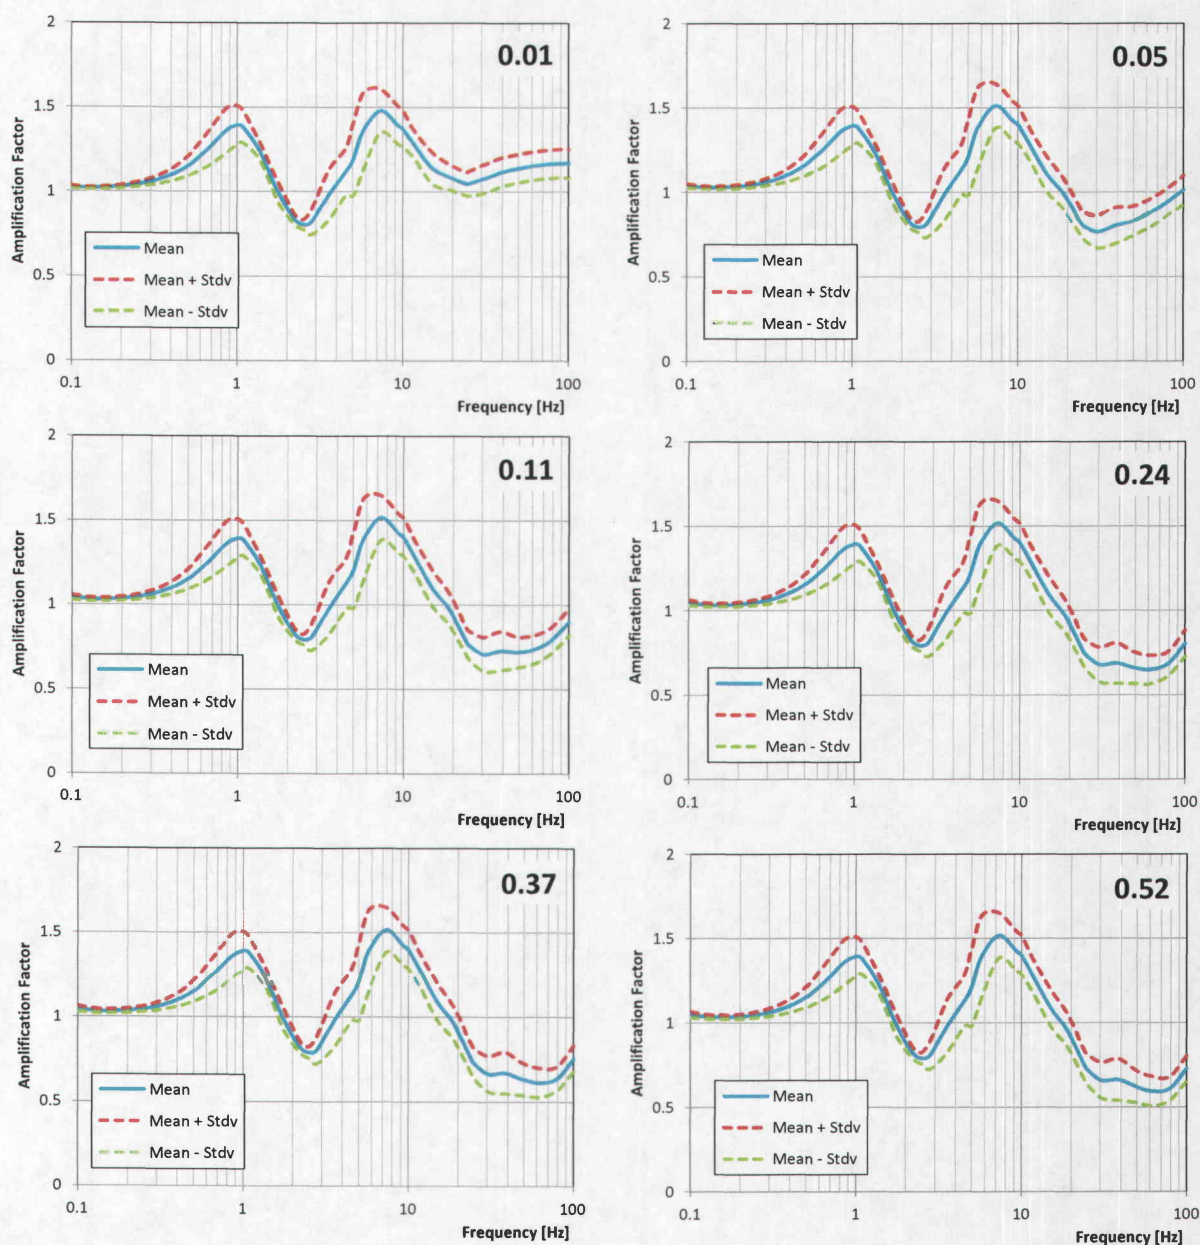 2
0.01
1.5
Amplification Factor
1
Mean
Mean + Stdv
0.5
Mean - Stdv
0
0.1 1 10 100
Frequency [Hz]
2
0.05
1.5
Amplification Factor
1
Mean
0.5
Mean + Stdv
Mean - Stdv
0
0.1 1 10 100
Frequency [Hz]
2
0.11
1.5
Amplification Factor
1
Mean
Mean + Stdv
0.5
Mean - Stdv
0
0.1 1 10 100
Frequency [Hz]
2
0.24
1.5
Amplification Factor
1
Mean
Mean + Stdv
0.5
Mean - Stdv
0
0.1 1 10 100
Frequency [Hz]
2
0.37
1.5
Amplification Factor
1
Mean
0.5
Mean + Stdv
Mean - Stdv
0
0.1 1 10 100
Frequency [Hz]
2
0.52
1.5
Amplification Factor
1
Mean
0.5
Mean + Stdv
Mean - Stdv
0
0.1 1 10 100
Frequency [Hz]